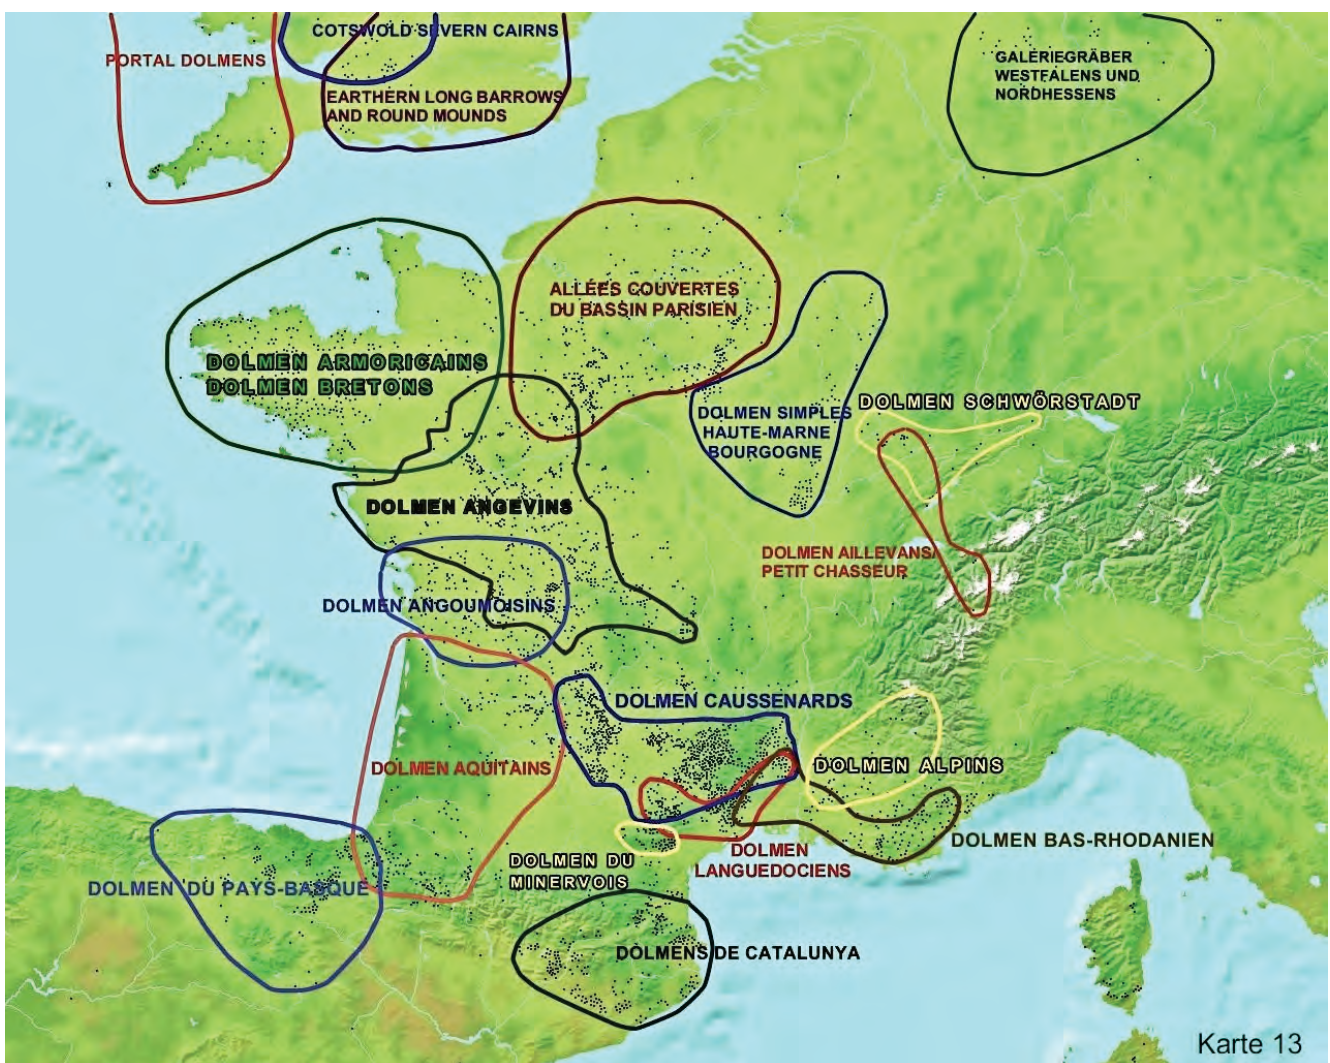 COTSWOLD SEVERN CAIRNS
PORTAL DOLMENS
GALERIEGRÄBER
WESTFALENS UND
NORDHESSENS
EARTHERN LONG BARROWS
AND ROUND MOUNDS
ALLÉES COUVERTES
DU BASSIN PARISIEN
DOLMEN ARMORICAINS
DOLMEN BRETONS
DOLMEN SIMPLES
HAUTE-MARNE
BOURGOGNE
DOLMEN SCHWÖRSTADT
DOLMEN ANGEVINS
DOLMEN AILLEVANS/
PETIT CHASSEUR
DOLMEN ANGOUMOISINS
DOLMEN CAUSSENARDS
DOLMEN AQUITAINS
DOLMEN ALPINS
DOLMEN BAS-RHODANIEN
DOLMEN DU
MINERVOIS
DOLMEN
LANGUEDOCIENS
DOLMEN DU PAYS-BASQUE
DOLMENS DE CATALUNYA
Karte 13